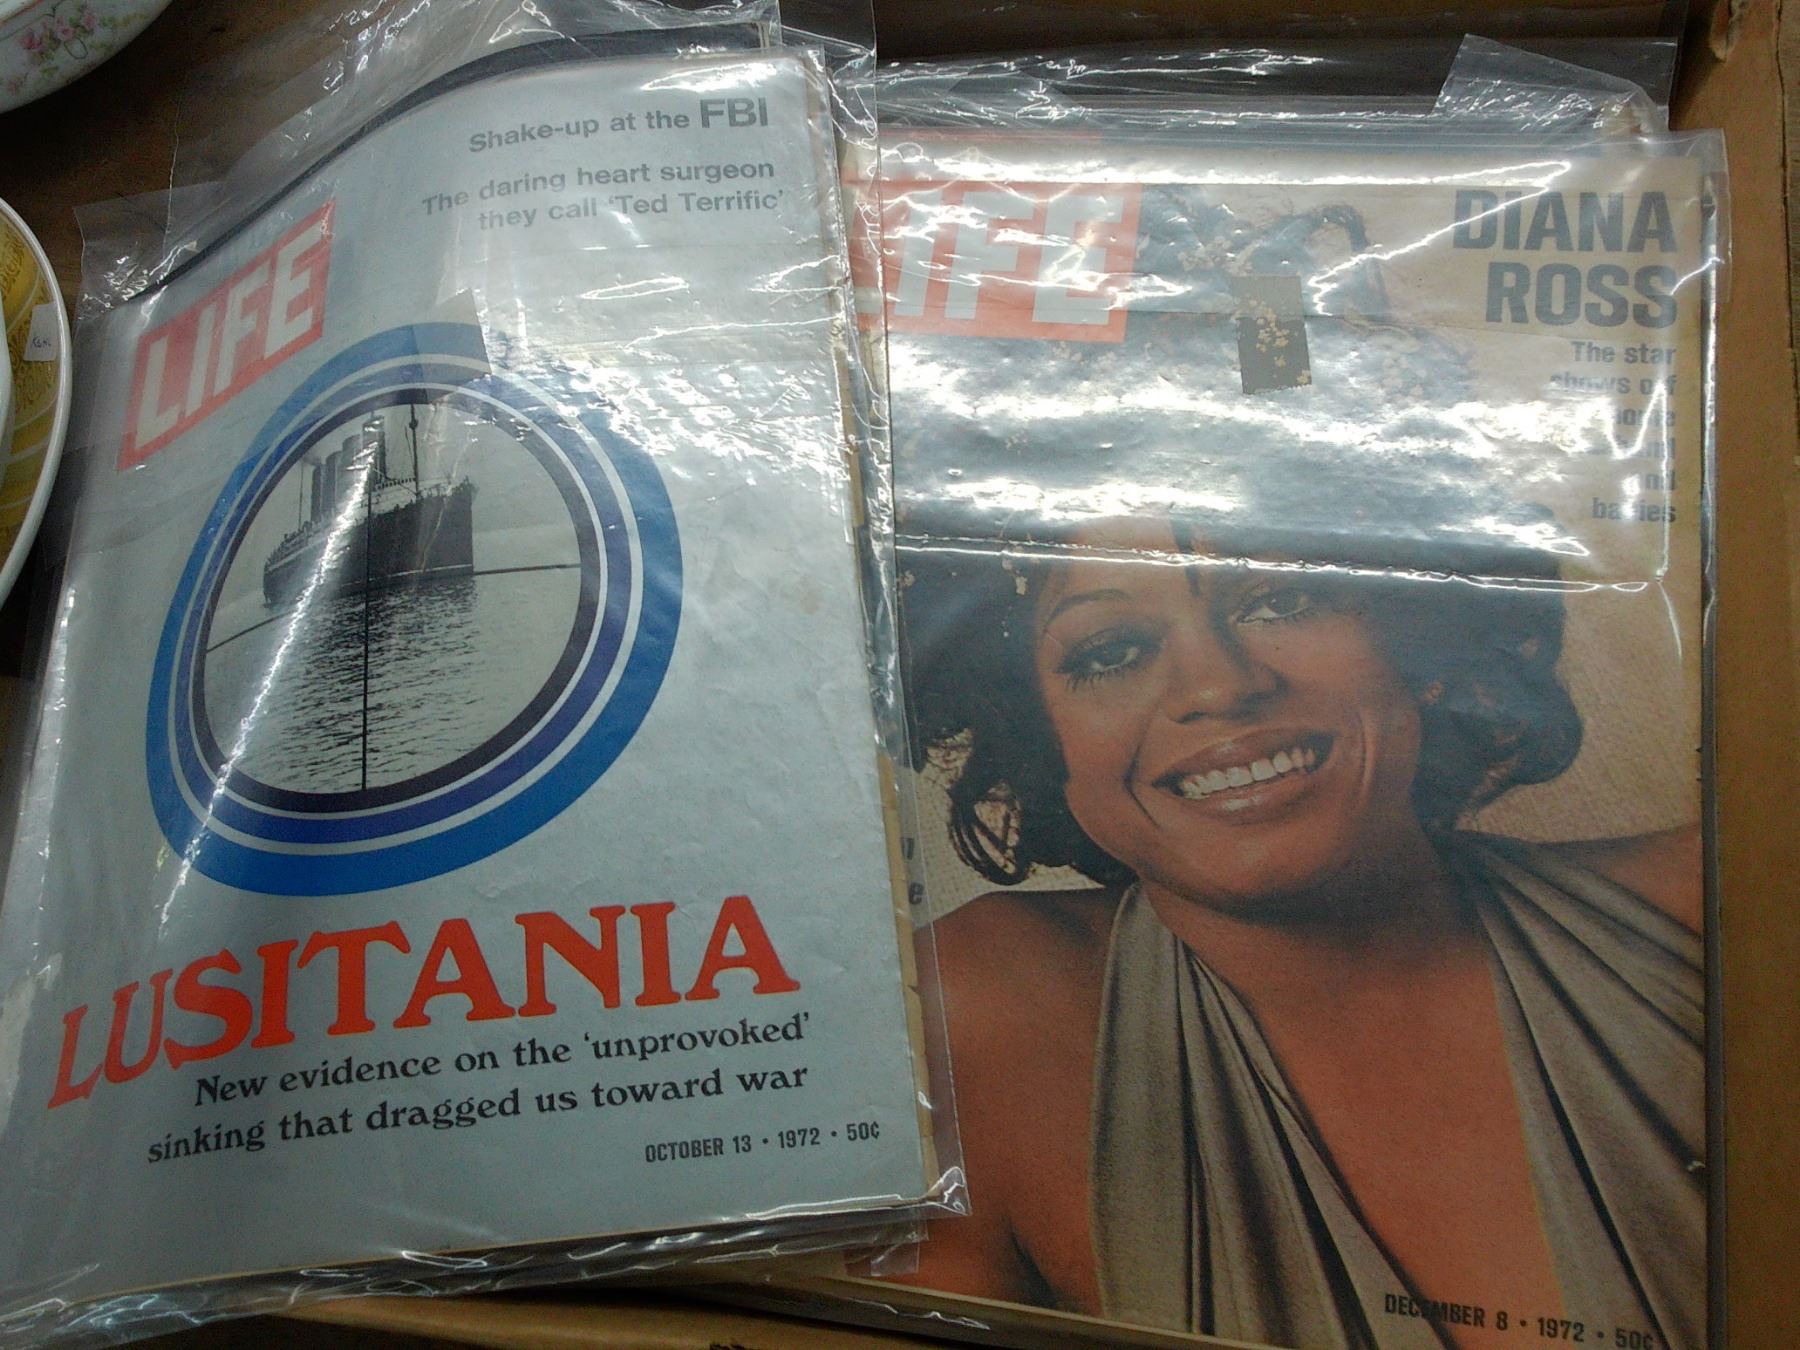 Shake-up at the FBI
The daring heart surgeon
they call 'Ted Terrific'
LIFE
LUSITANIA
New evidence on the 'unprovoked'
sinking that dragged us toward war
OCTOBER 13 • 1972 • 50¢
LIFE
DIANA
ROSS
The star
shows off
babies
DECEMBER 8 • 1972 • 50¢